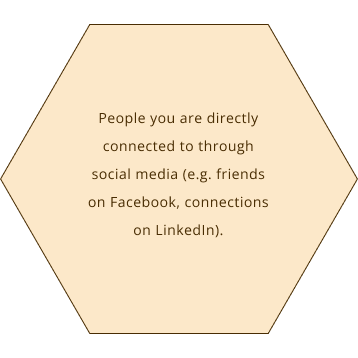 People you are directly
connected to through
social media (e.g. friends
on Facebook, connections
on LinkedIn).